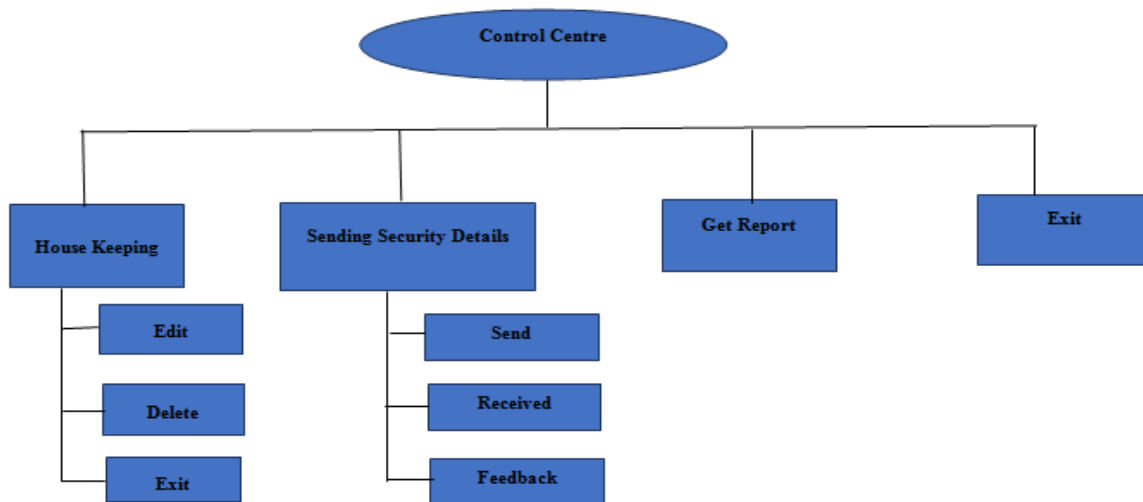 Control Centre
House Keeping
Sending Security Details
Get Report
Exit
Edit
Delete
Exit
Send
Received
Feedback